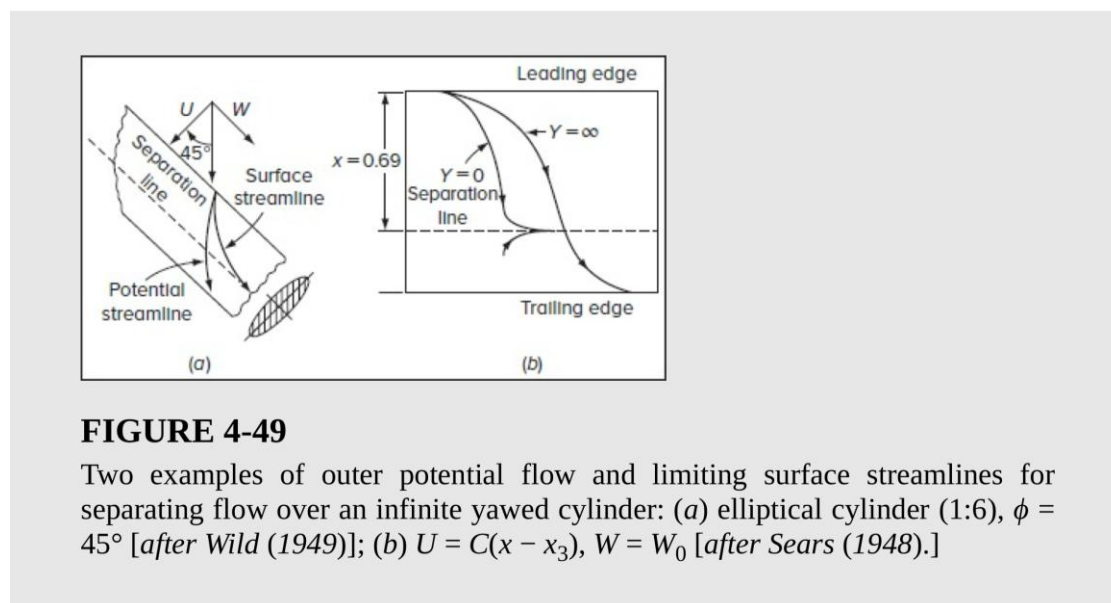 Leading edge
U W
45°
Separation
line
Surface
streamline
Potential
streamline
(a)
x = 0.69
Y = ∞
Y = 0
Separation
line
Trailing edge
(b)
FIGURE 4-49
Two examples of outer potential flow and limiting surface streamlines for
separating flow over an infinite yawed cylinder: (a) elliptical cylinder (1:6), ϕ =
45° [after Wild (1949)]; (b) U = C(x − x₃), W = W₀ [after Sears (1948).]